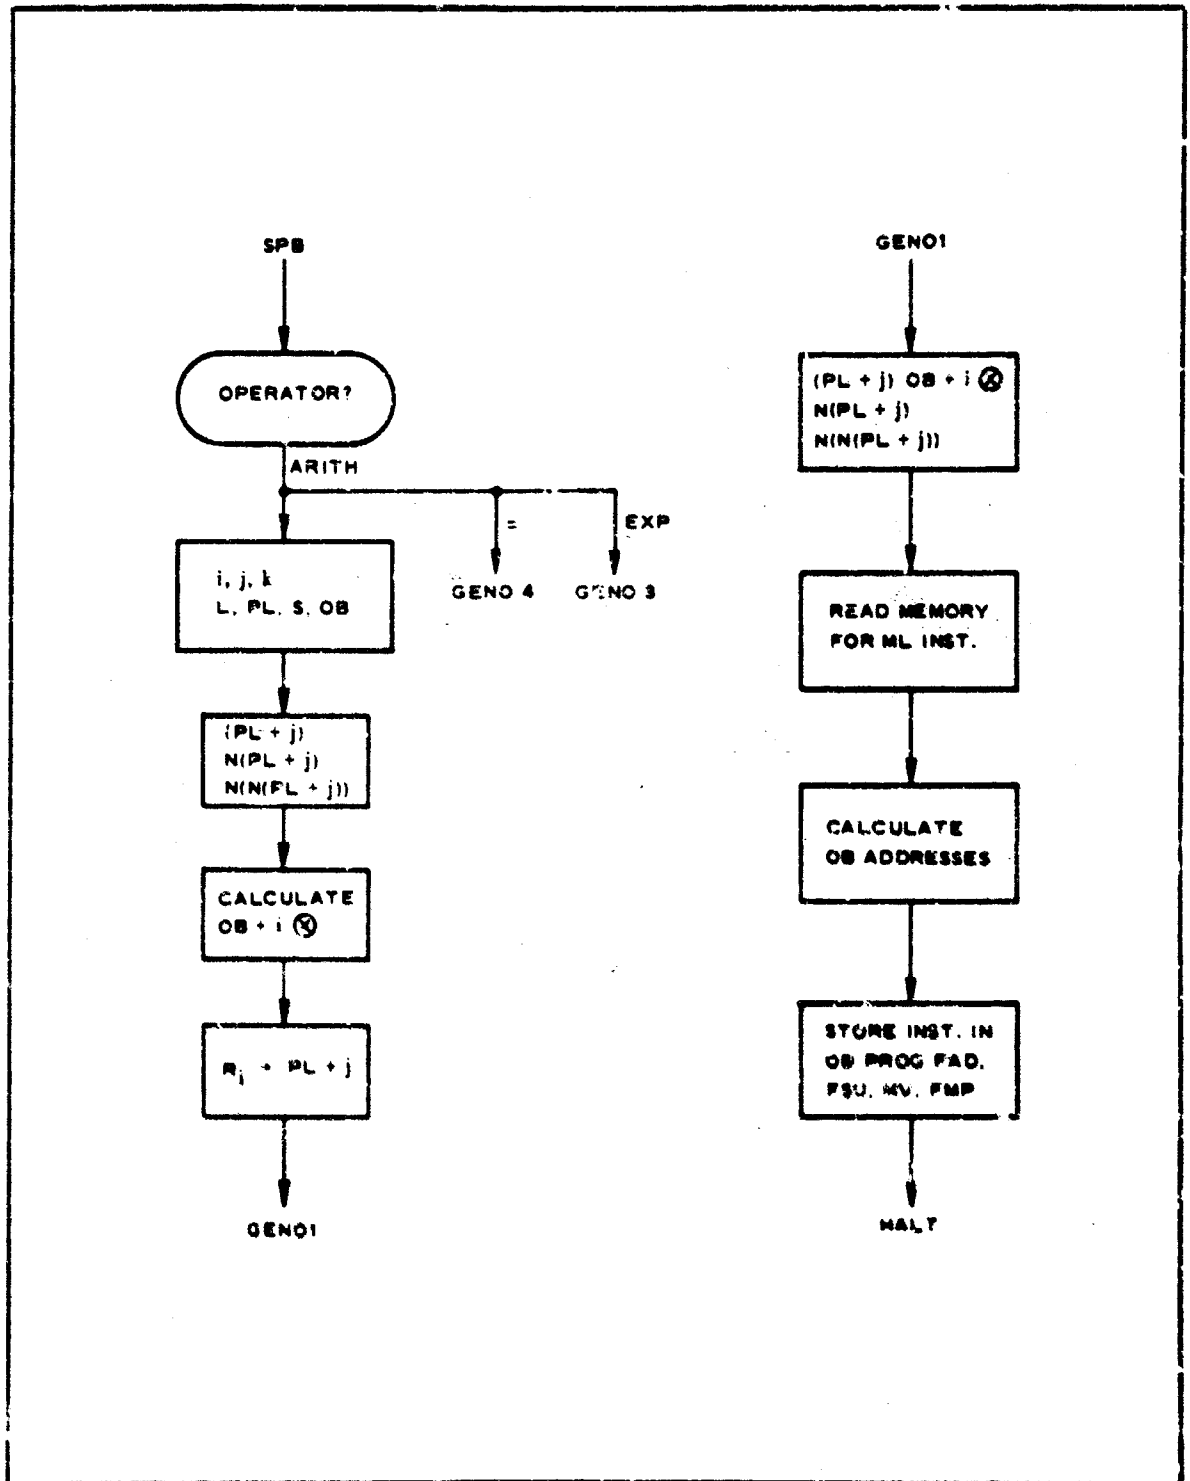 SPB
OPERATOR?
ARITH
=
EXP
GENO 4
GENO 3
i, j, k
L, PL, S, OB
(PL + j)
N(PL + j)
N(N(PL + j))
CALCULATE
OB + i
PL + j
GENO1
GENO1
(PL + j) OB + i
N(PL + j)
N(N(PL + j))
READ MEMORY
FOR ML INST.
CALCULATE
OB ADDRESSES
STORE INST. IN
OB PROG FAD,
FSU, MV, FMP
HALT